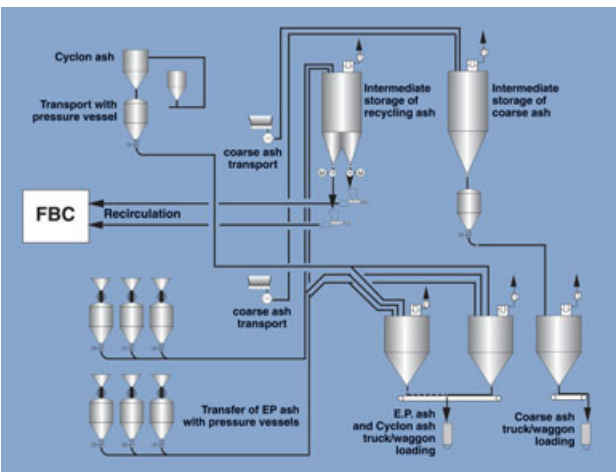 Cyclon ash
Transport with
pressure vessel
coarse ash
transport
Intermediate
storage of
recycling ash
Intermediate
storage of
coarse ash
FBC
Recirculation
coarse ash
transport
Transfer of EP ash
with pressure vessels
E.P. ash
and Cyclon ash
truck/waggon
loading
Coarse ash
truck/waggon
loading